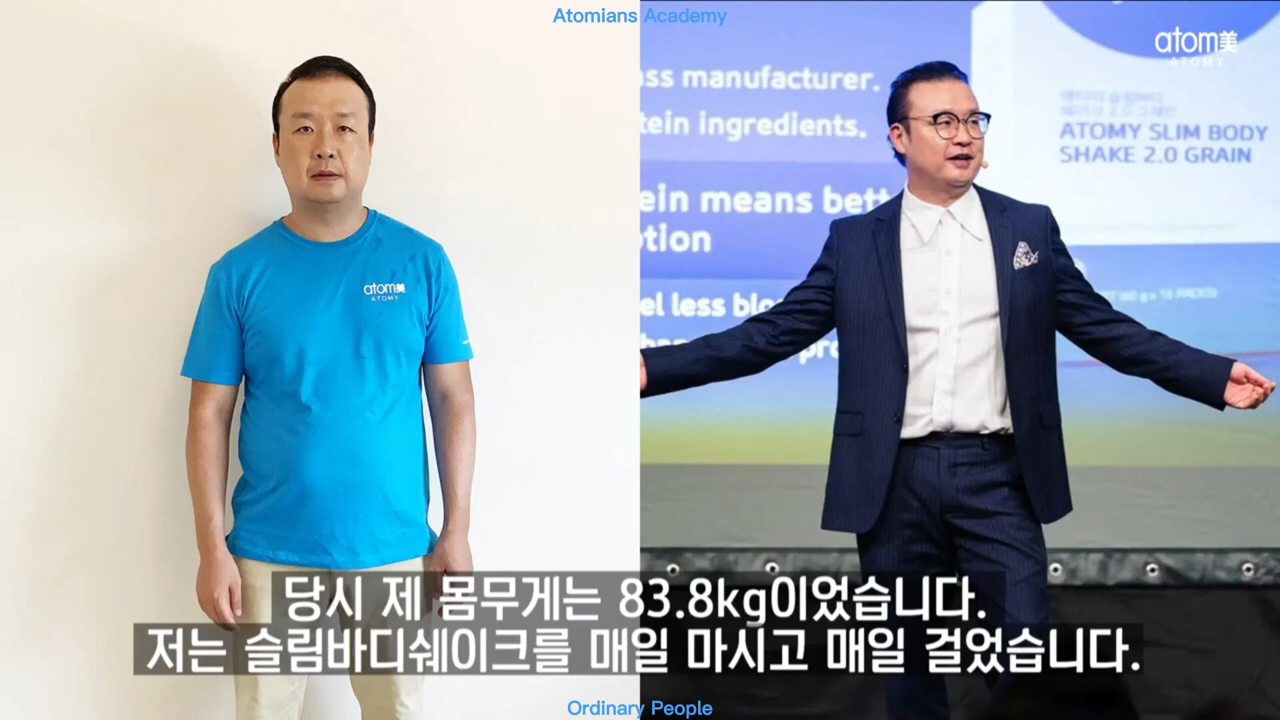 Atomians Academy
atom美
ATOMY
ass manufacturer.
tein ingredients.
ATOMY SLIM BODY
SHAKE 2.0 GRAIN
ein means bett
otion
el less blo
atom美
ATOMY
당시 제 몸무게는 83.8kg이었습니다.
저는 슬림바디쉐이크를 매일 마시고 매일 걸었습니다.
Ordinary People